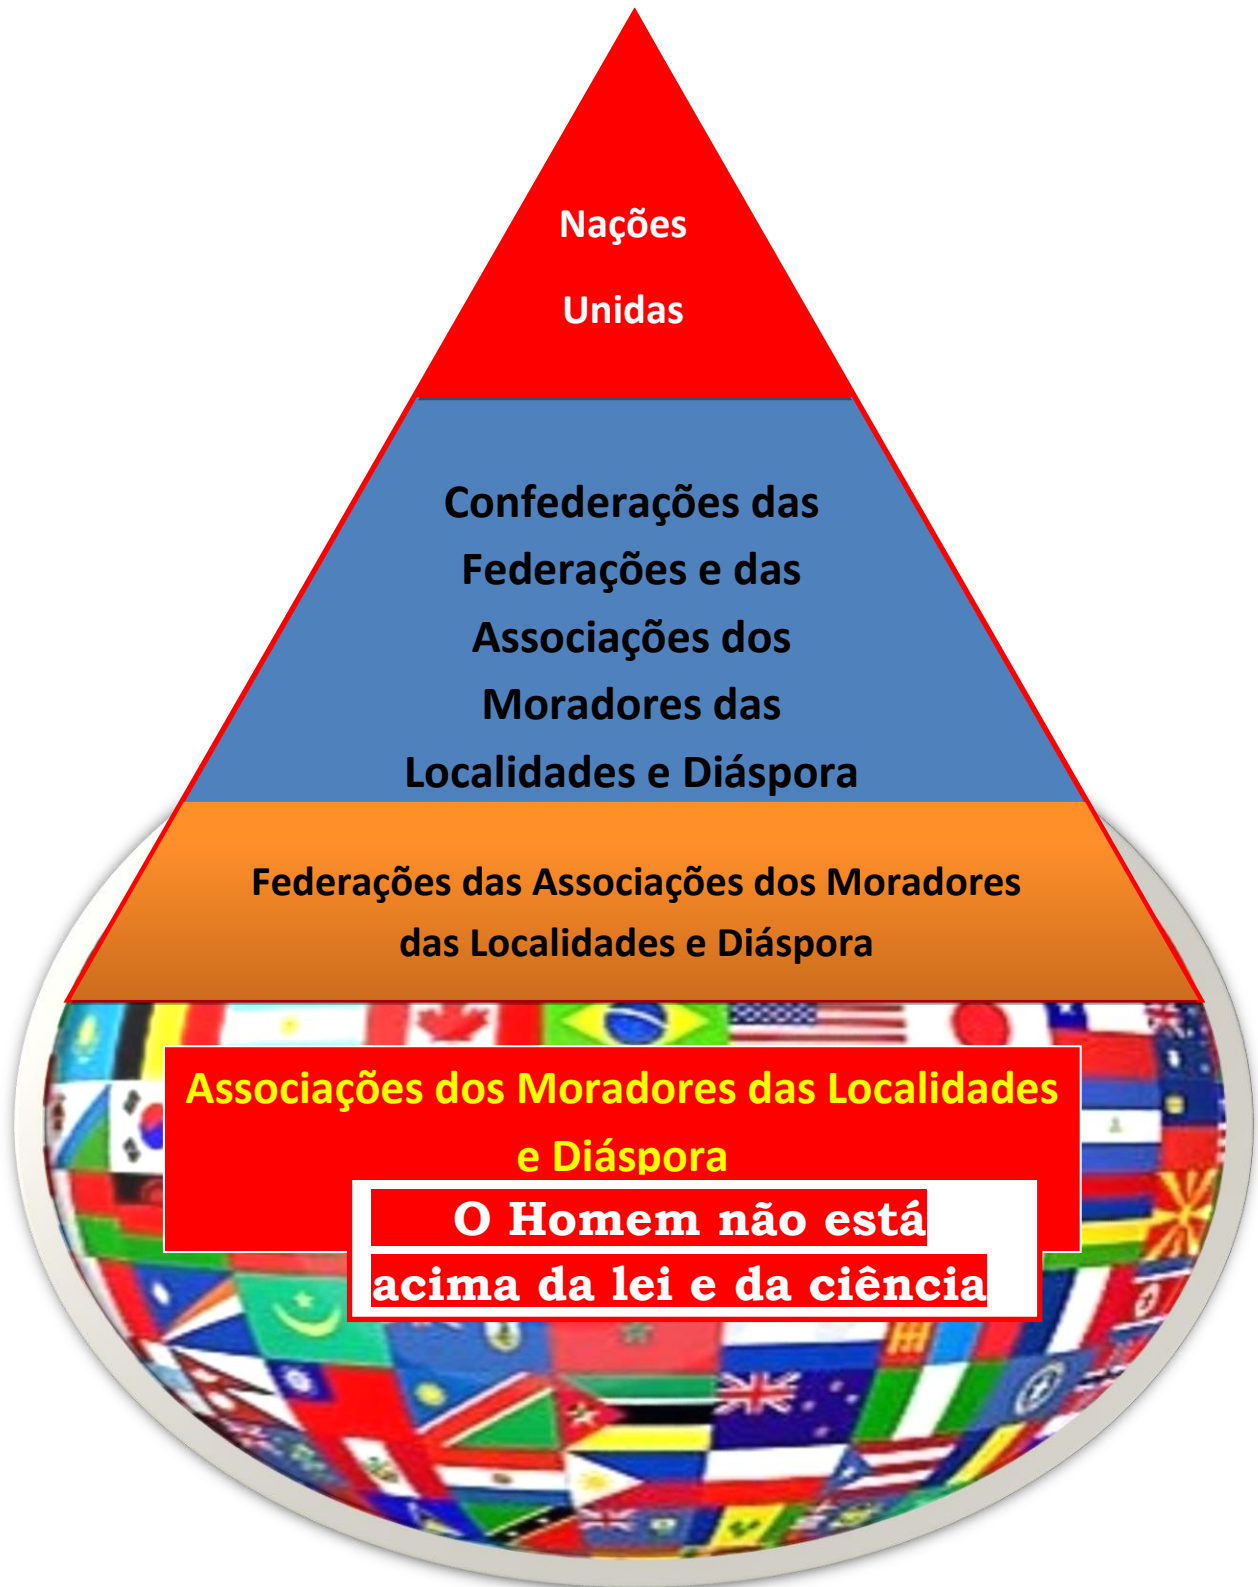 Nações
Unidas
Confederações das
Federações e das
Associações dos
Moradores das
Localidades e Diáspora
Federações das Associações dos Moradores
das Localidades e Diáspora
Associações dos Moradores das Localidades
e Diáspora
O Homem não está
acima da lei e da ciência